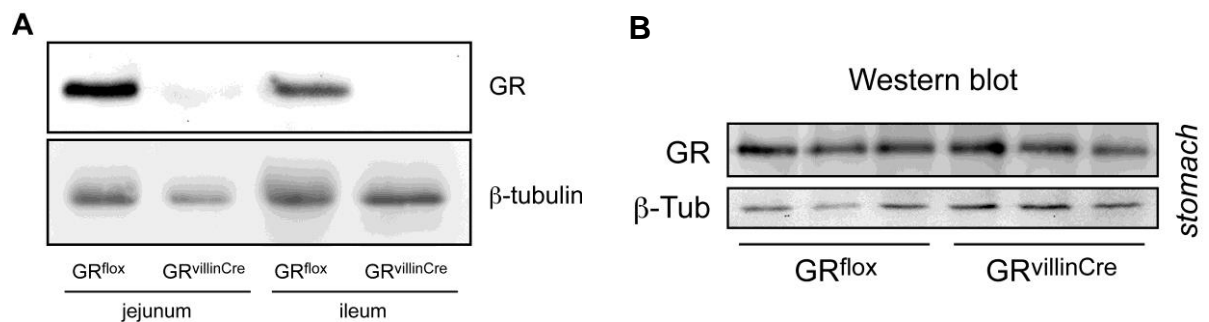 A
GR
β-tubulin
GRflox GRvillinCre GRflox GRvillinCre
jejunum ileum
B
Western blot
GR
β-Tub
stomach
GRflox GRvillinCre